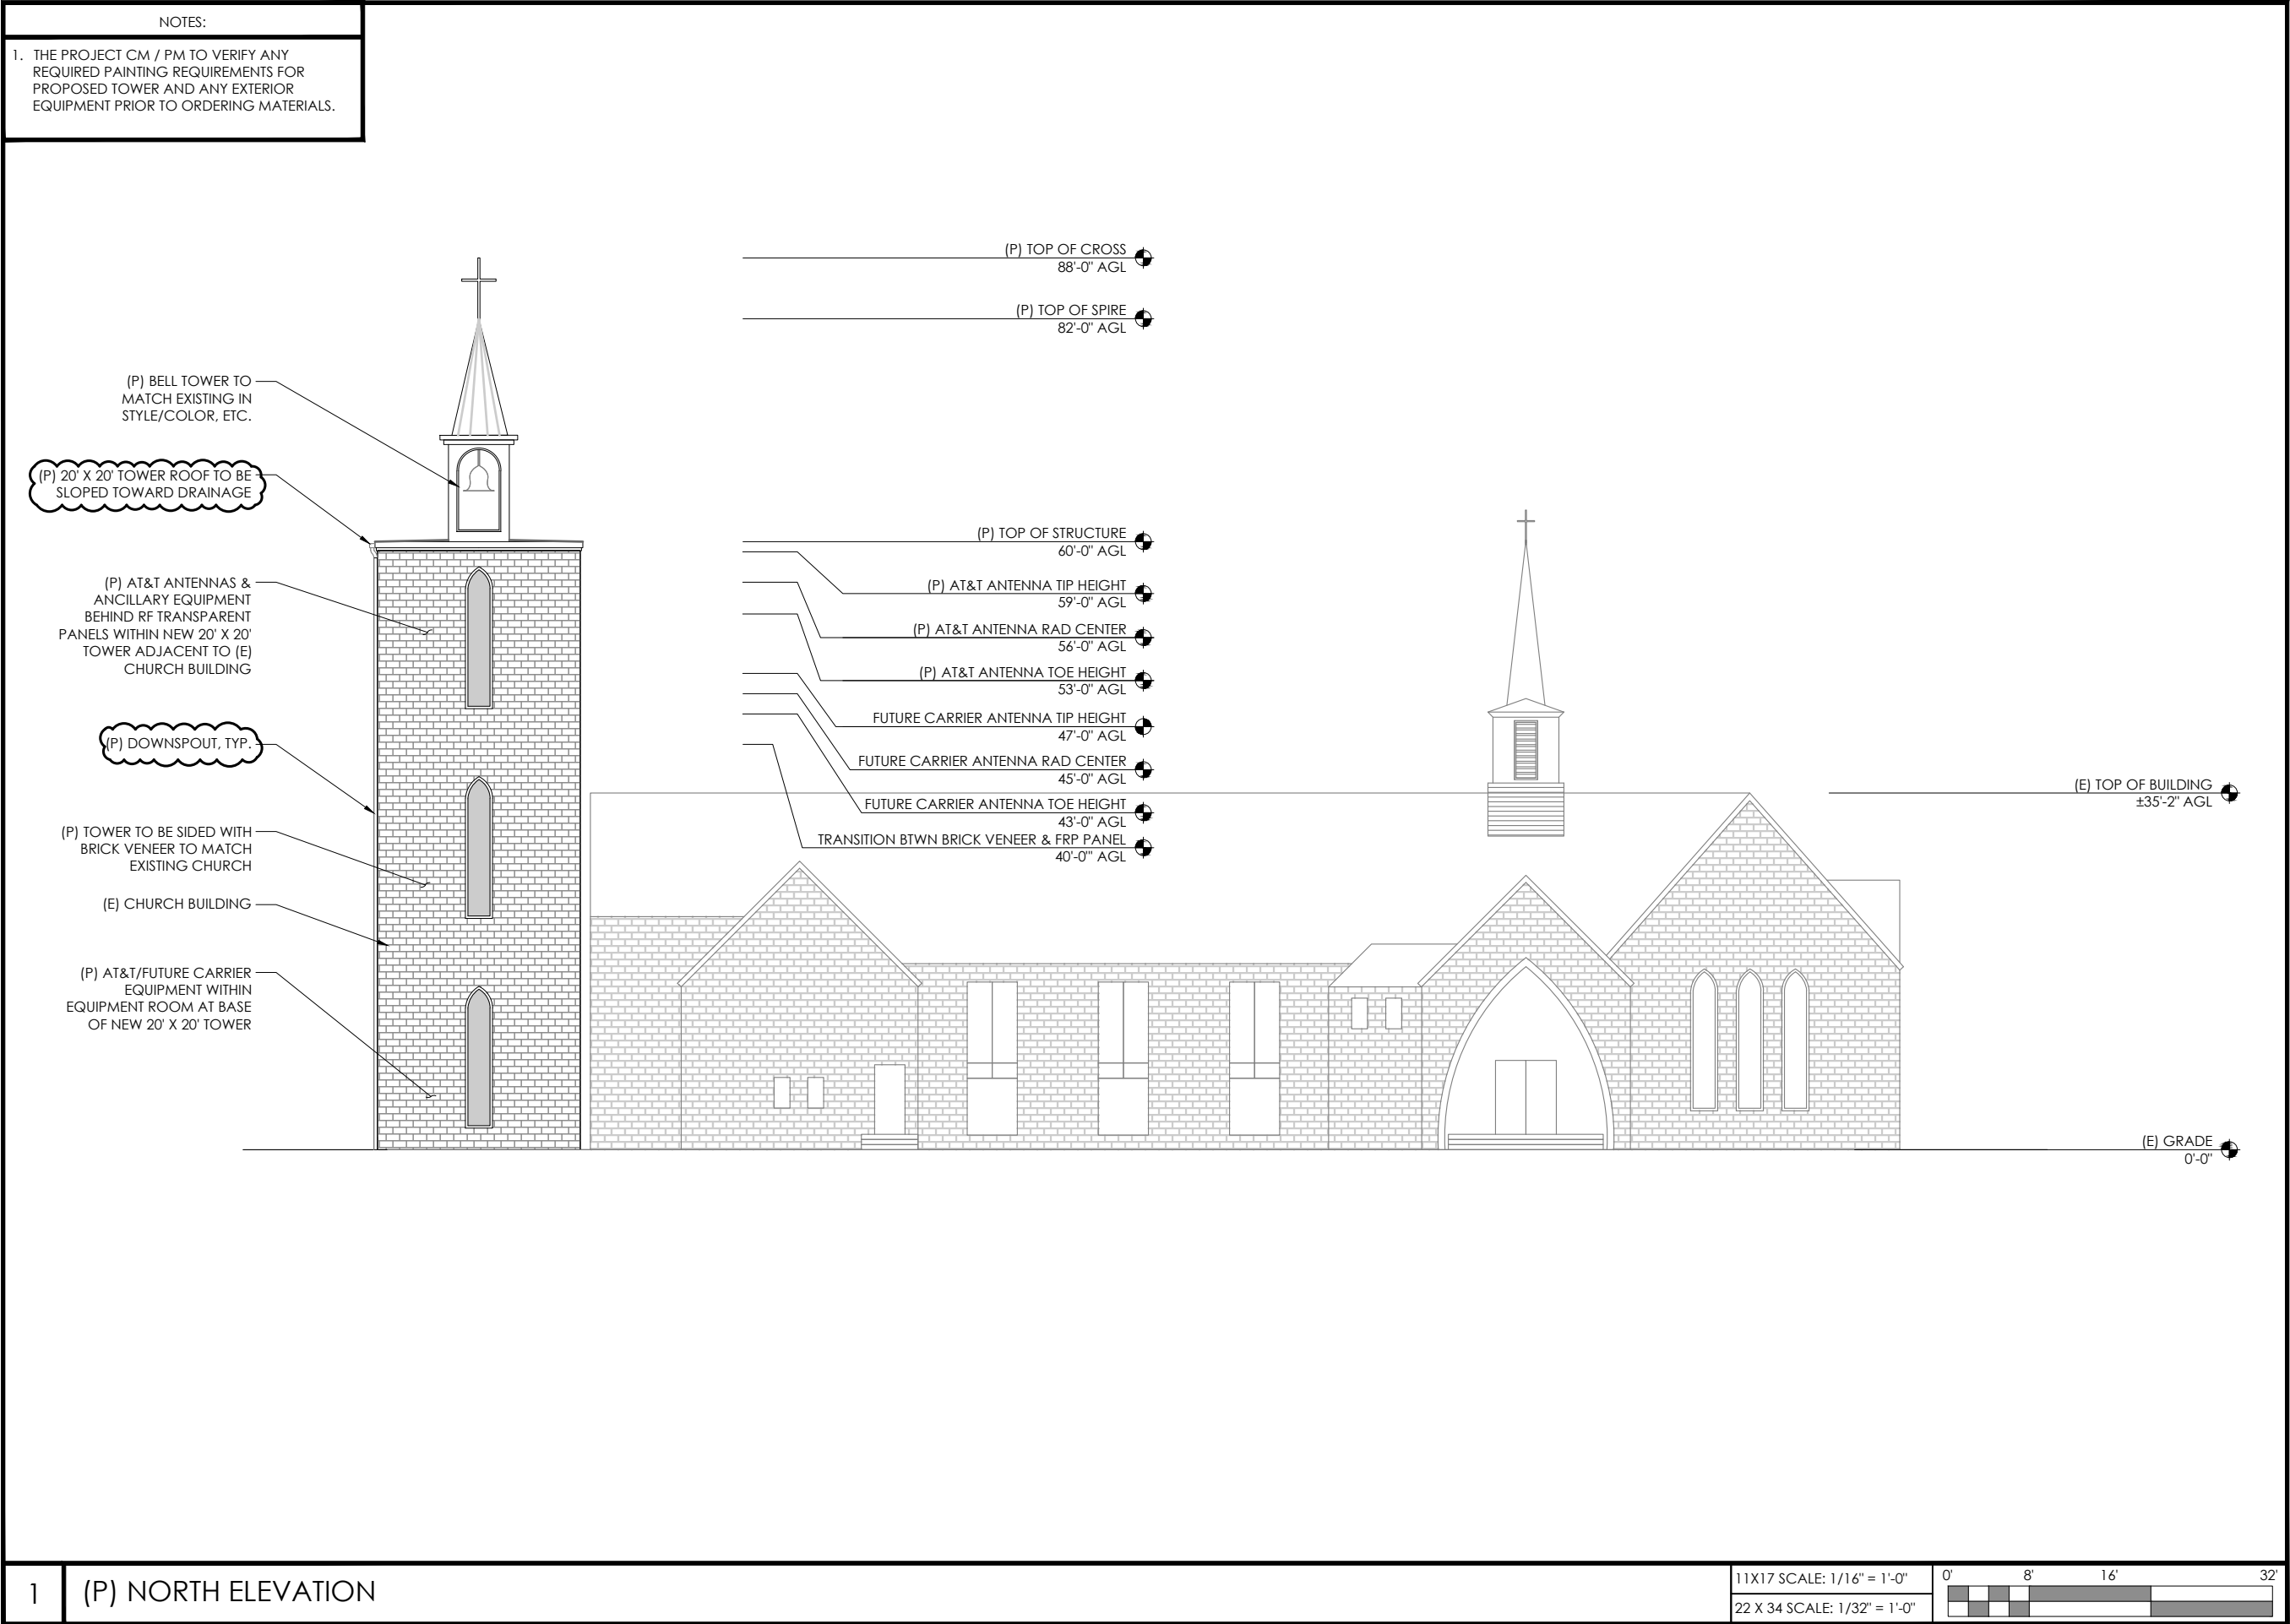 NOTES:
1. THE PROJECT CM / PM TO VERIFY ANY
REQUIRED PAINTING REQUIREMENTS FOR
PROPOSED TOWER AND ANY EXTERIOR
EQUIPMENT PRIOR TO ORDERING MATERIALS.
(P) TOP OF CROSS
88'-0" AGL
(P) TOP OF SPIRE
82'-0" AGL
(P) BELL TOWER TO
MATCH EXISTING IN
STYLE/COLOR, ETC.
(P) 20' X 20' TOWER ROOF TO BE
SLOPED TOWARD DRAINAGE
(P) AT&T ANTENNAS &
ANCILLARY EQUIPMENT
BEHIND RF TRANSPARENT
PANELS WITHIN NEW 20' X 20'
TOWER ADJACENT TO (E)
CHURCH BUILDING
(P) DOWNSPOUT, TYP.
(P) TOWER TO BE SIDED WITH
BRICK VENEER TO MATCH
EXISTING CHURCH
(E) CHURCH BUILDING
(P) AT&T/FUTURE CARRIER
EQUIPMENT WITHIN
EQUIPMENT ROOM AT BASE
OF NEW 20' X 20' TOWER
(P) TOP OF STRUCTURE
60'-0" AGL
(P) AT&T ANTENNA TIP HEIGHT
59'-0" AGL
(P) AT&T ANTENNA RAD CENTER
56'-0" AGL
(P) AT&T ANTENNA TOE HEIGHT
53'-0" AGL
FUTURE CARRIER ANTENNA TIP HEIGHT
47'-0" AGL
FUTURE CARRIER ANTENNA RAD CENTER
45'-0" AGL
FUTURE CARRIER ANTENNA TOE HEIGHT
43'-0" AGL
TRANSITION BTWN BRICK VENEER & FRP PANEL
40'-0'" AGL
(E) TOP OF BUILDING
±35'-2" AGL
(E) GRADE
0'-0"
1 (P) NORTH ELEVATION
11X17 SCALE: 1/16" = 1'-0"
22 X 34 SCALE: 1/32" = 1'-0"
0' 8' 16' 32'